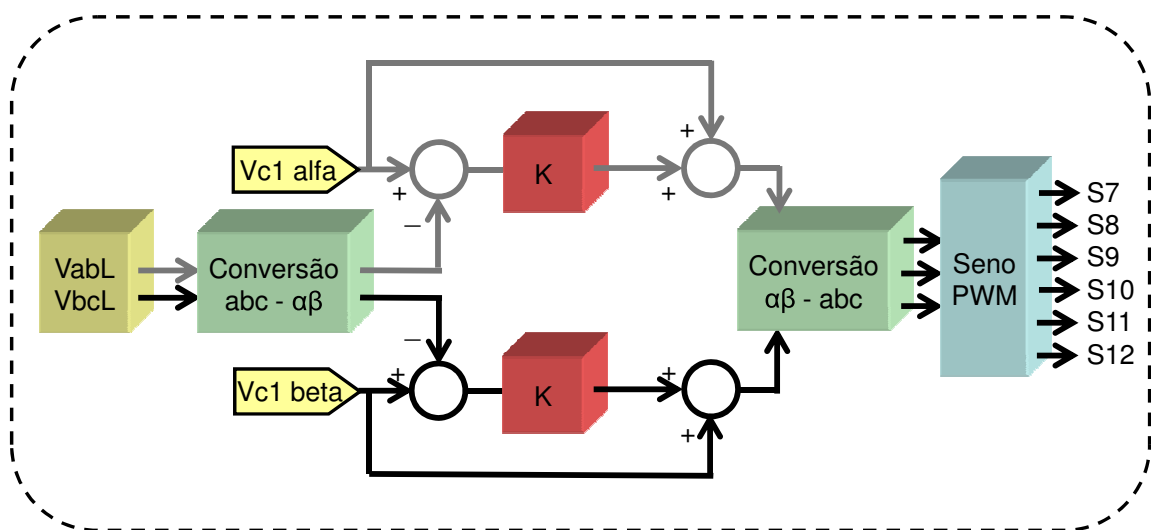 +
Vc1 alfa
+
K
+
–
VabL
VbcL
Conversão
abc - αβ
Conversão
αβ - abc
Seno
PWM
S7
S8
S9
S10
S11
S12
–
+
Vc1 beta
K
+
+